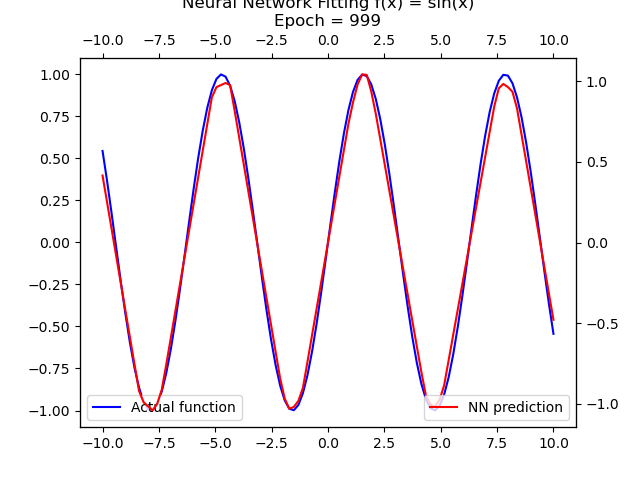 Neural Network Fitting f(x) = sin(x)
Epoch = 999
−10.0 −7.5 −5.0 −2.5 0.0 2.5 5.0 7.5 10.0
1.00
0.75
0.50
0.25
0.00
−0.25
−0.50
−0.75
−1.00
1.0
0.5
0.0
−0.5
−1.0
Actual function
NN prediction
−10.0 −7.5 −5.0 −2.5 0.0 2.5 5.0 7.5 10.0